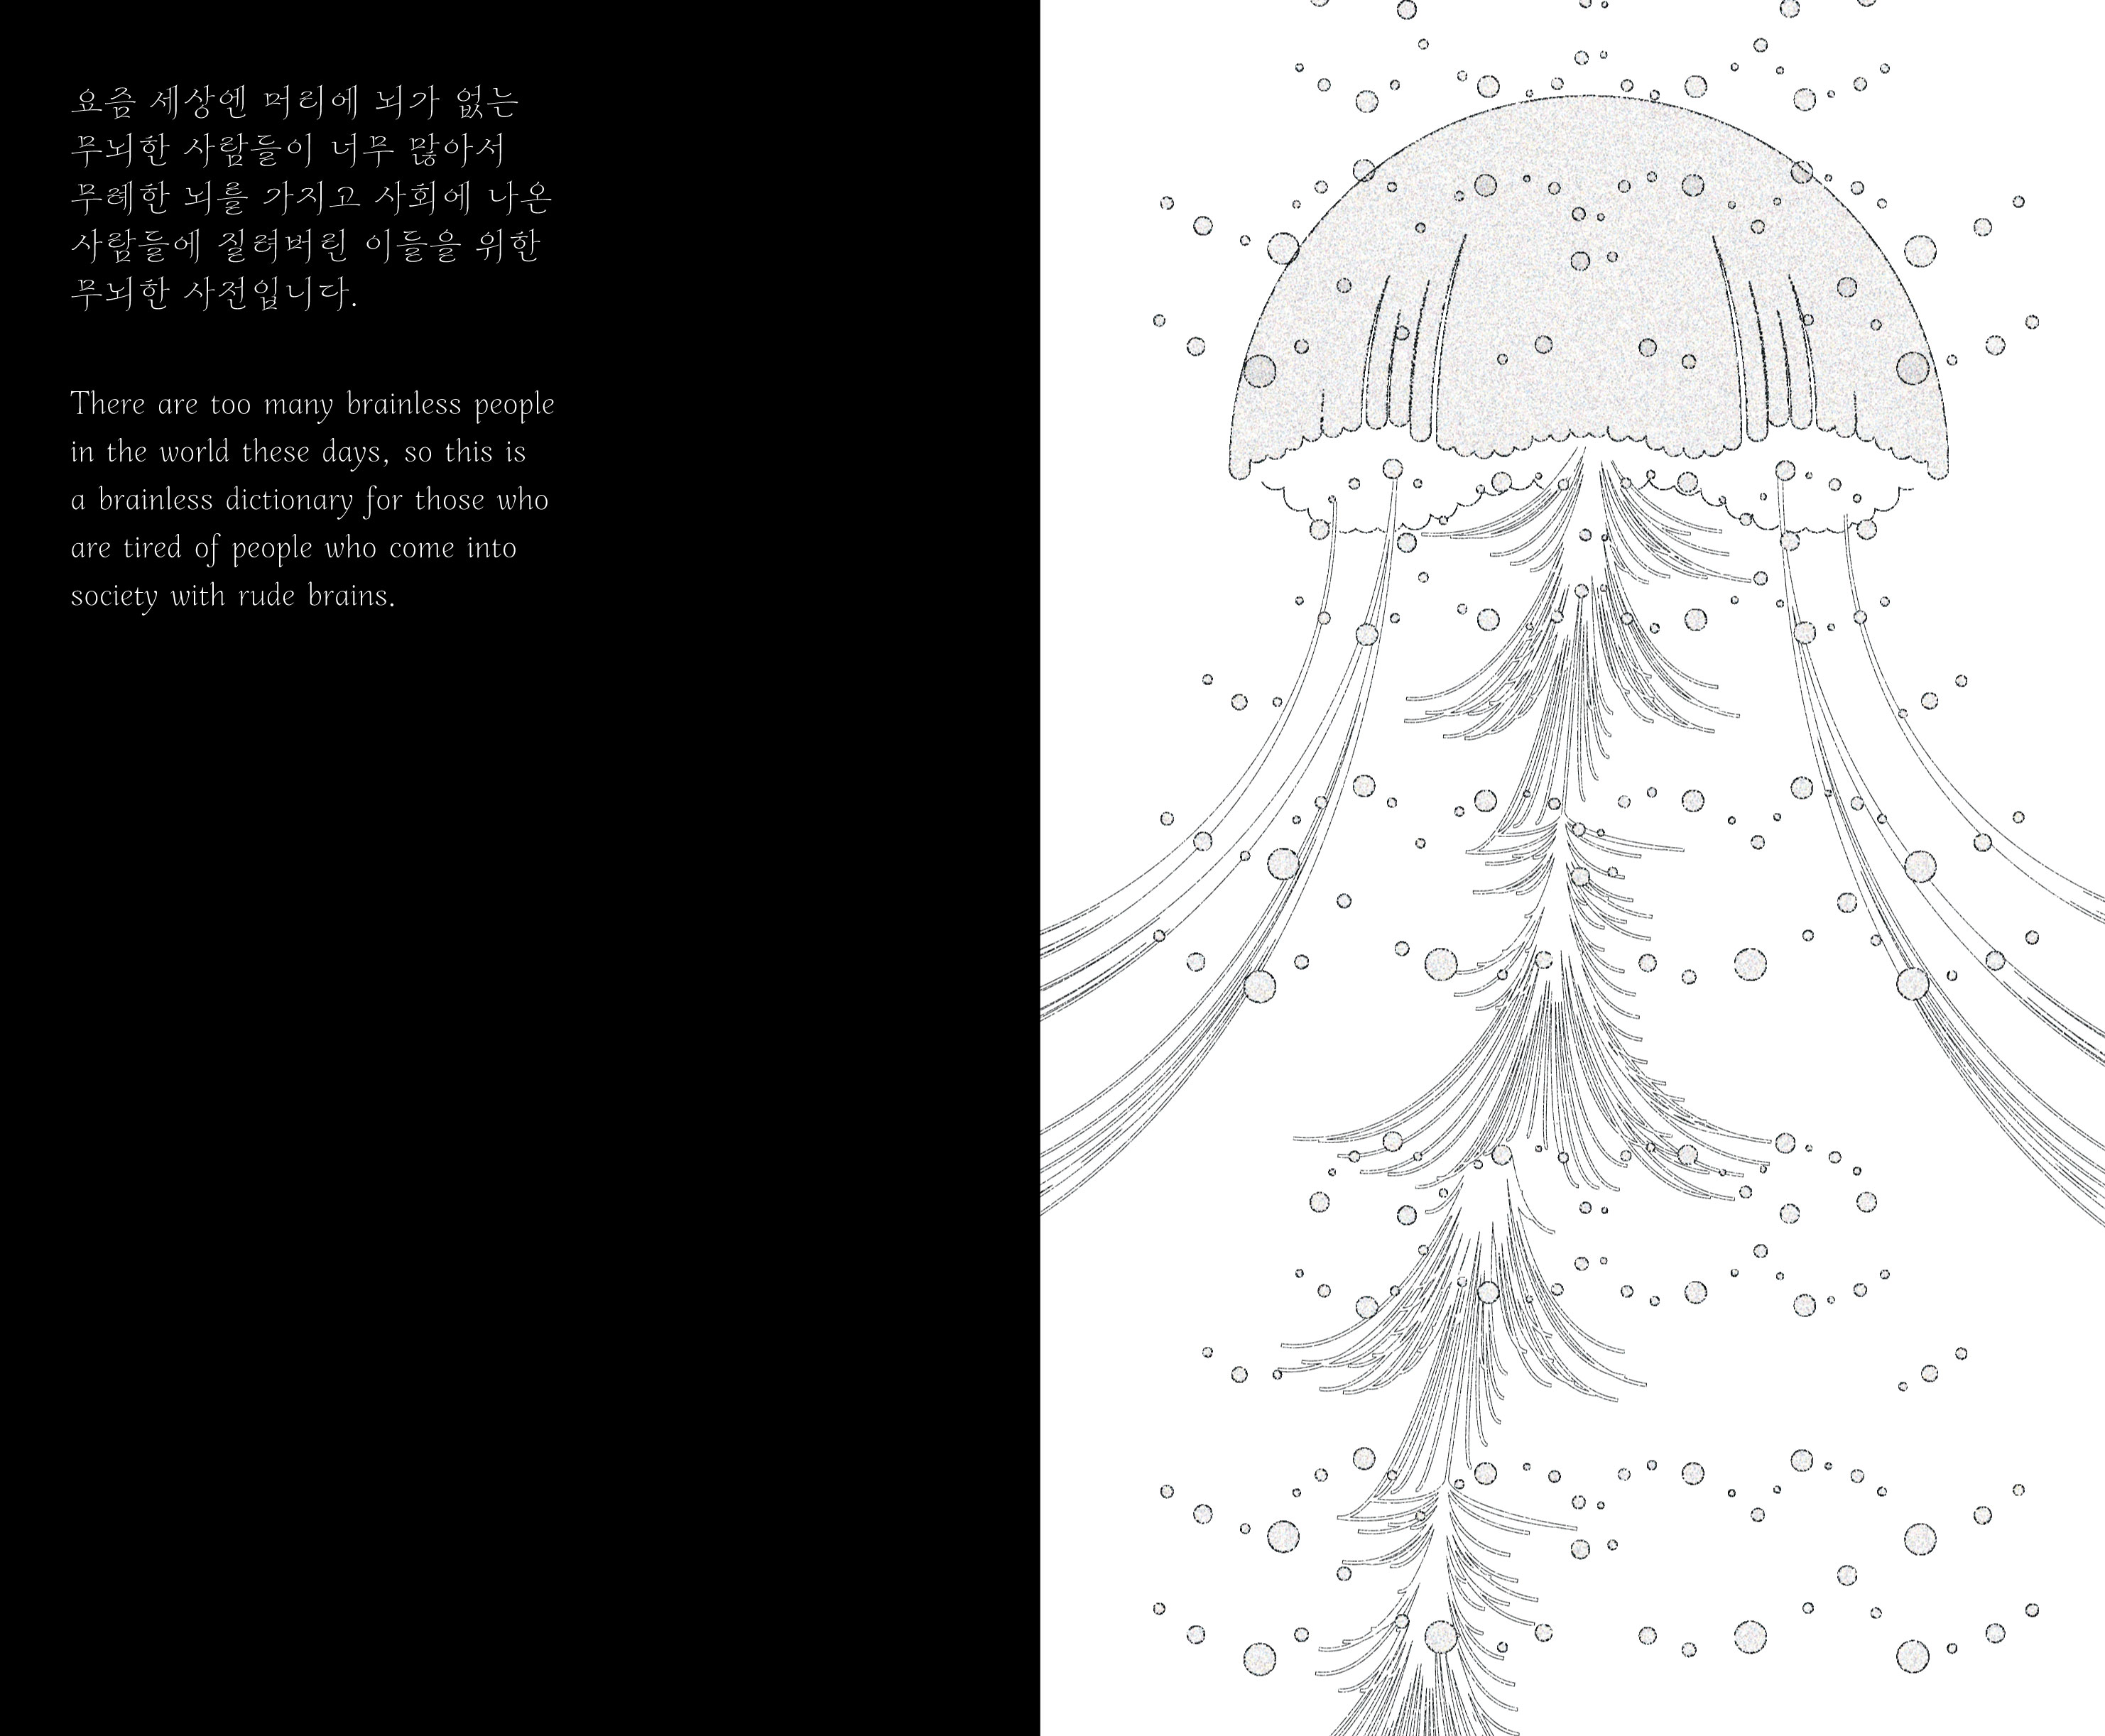 요즘 세상엔 머리에 뇌가 없는
무뇌한 사람들이 너무 많아서
무례한 뇌를 가지고 사회에 나온
사람들에 질려버린 이들을 위한
무뇌한 사전입니다.
There are too many brainless people
in the world these days, so this is
a brainless dictionary for those who
are tired of people who come into
society with rude brains.